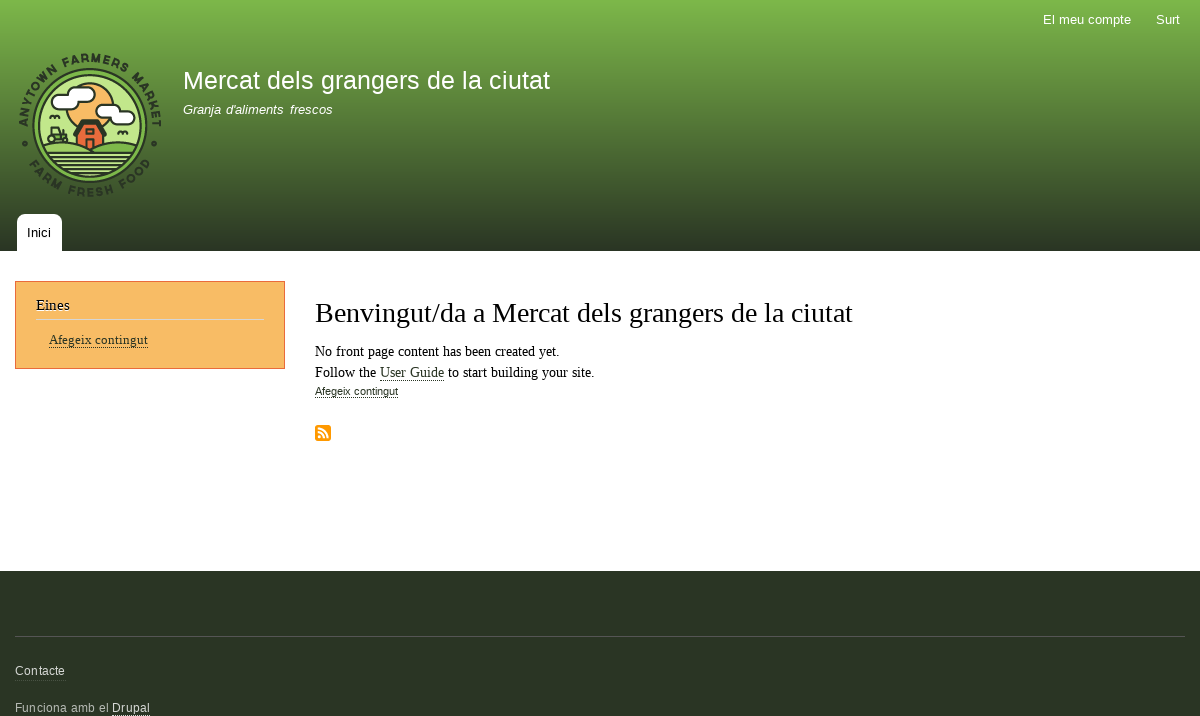 El meu compte Surt
ANYTOWN FARMERS MARKET
FARM FRESH FOOD
Mercat dels grangers de la ciutat
Granja d'aliments frescos
Inici
Eines
Afegeix contingut
Benvingut/da a Mercat dels grangers de la ciutat
No front page content has been created yet.
Follow the User Guide to start building your site.
Afegeix contingut
Contacte
Funciona amb el Drupal